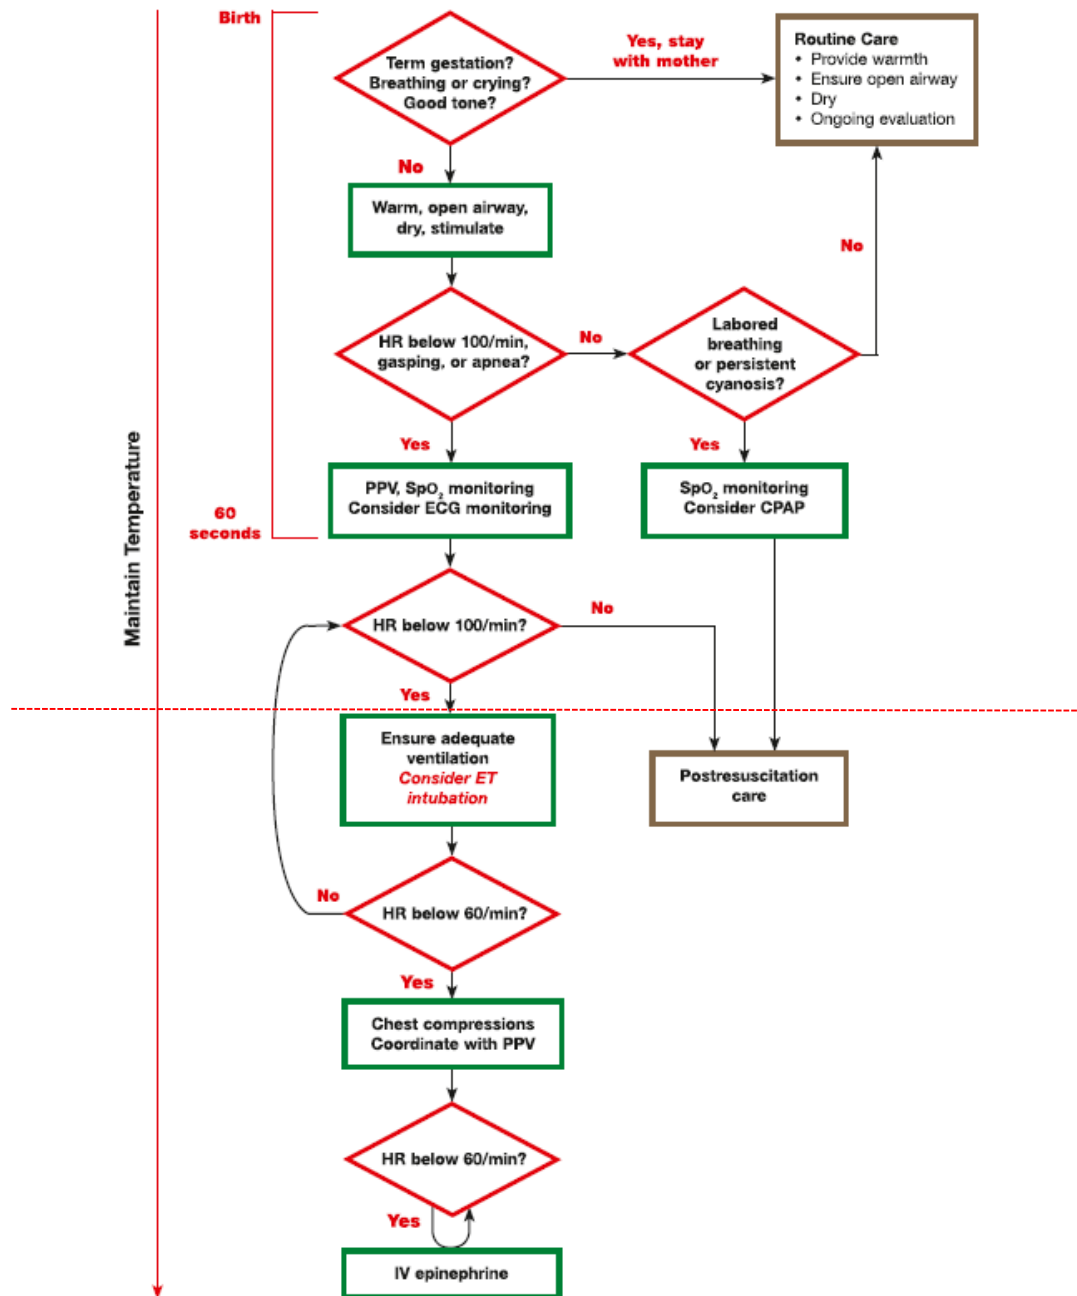 Birth
Term gestation?
Breathing or crying?
Good tone?
Yes, stay
with mother
Routine Care
• Provide warmth
• Ensure open airway
• Dry
• Ongoing evaluation
No
Warm, open airway,
dry, stimulate
No
HR below 100/min,
gasping, or apnea?
No
Labored
breathing
or persistent
cyanosis?
Yes
Yes
PPV, SpO₂ monitoring
Consider ECG monitoring
SpO₂ monitoring
Consider CPAP
60
seconds
Maintain Temperature
HR below 100/min?
No
Yes
Ensure adequate
ventilation
Consider ET
intubation
Postresuscitation
care
No
HR below 60/min?
Yes
Chest compressions
Coordinate with PPV
HR below 60/min?
Yes
IV epinephrine